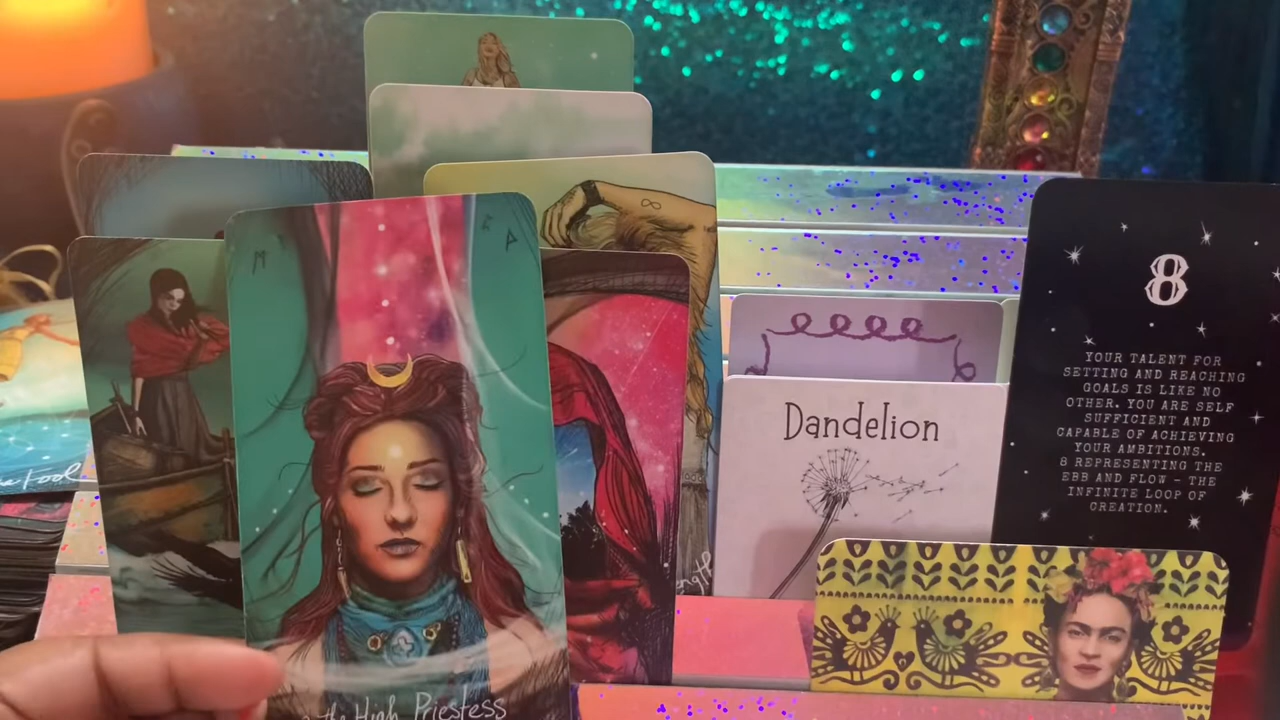 the High Priestess
Fool
Dandelion
8
YOUR TALENT FOR
SETTING AND REACHING
GOALS IS LIKE NO
OTHER. YOU ARE SELF
SUFFICIENT AND
CAPABLE OF ACHIEVING
YOUR AMBITIONS.
8 REPRESENTING THE
EBB AND FLOW – THE
INFINITE LOOP OF
CREATION.